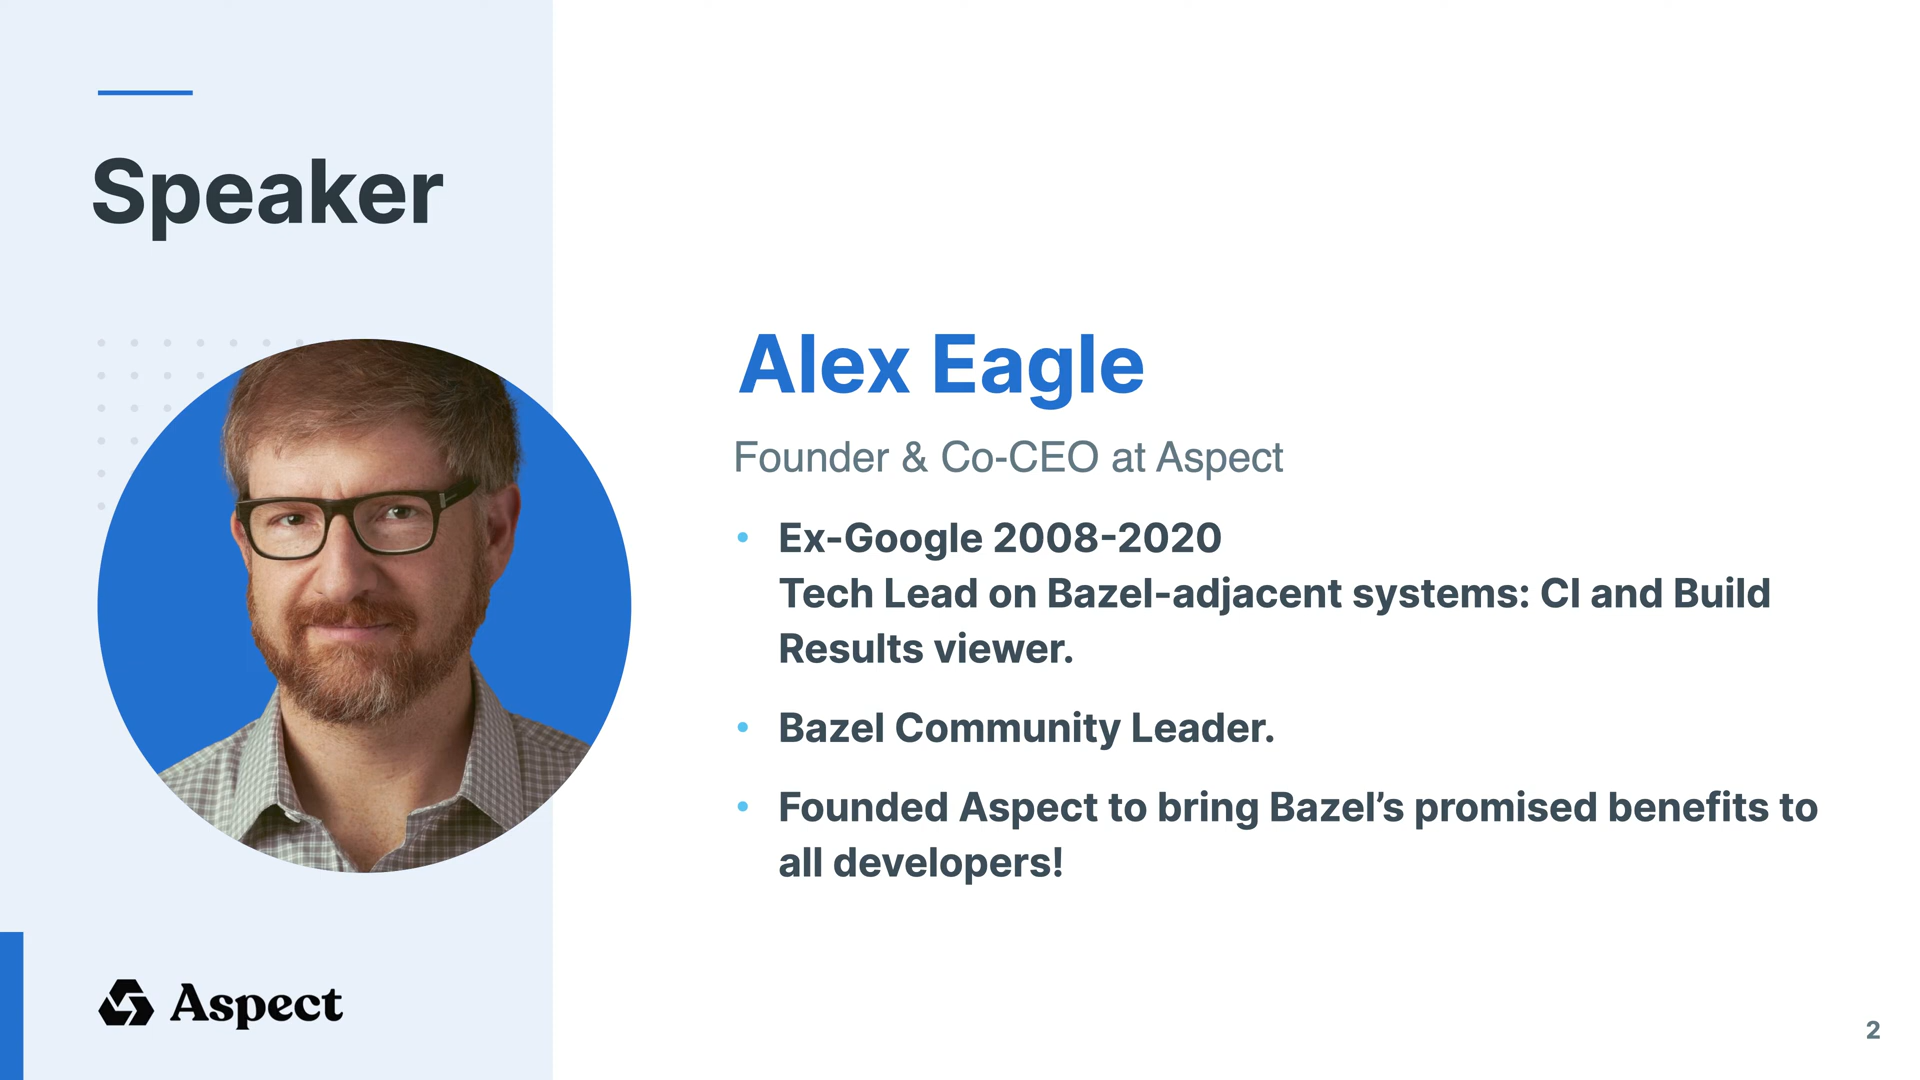 Speaker
Alex Eagle
Founder & Co-CEO at Aspect
• Ex-Google 2008-2020
Tech Lead on Bazel-adjacent systems: CI and Build
Results viewer.
• Bazel Community Leader.
• Founded Aspect to bring Bazel’s promised benefits to
all developers!
Aspect
2